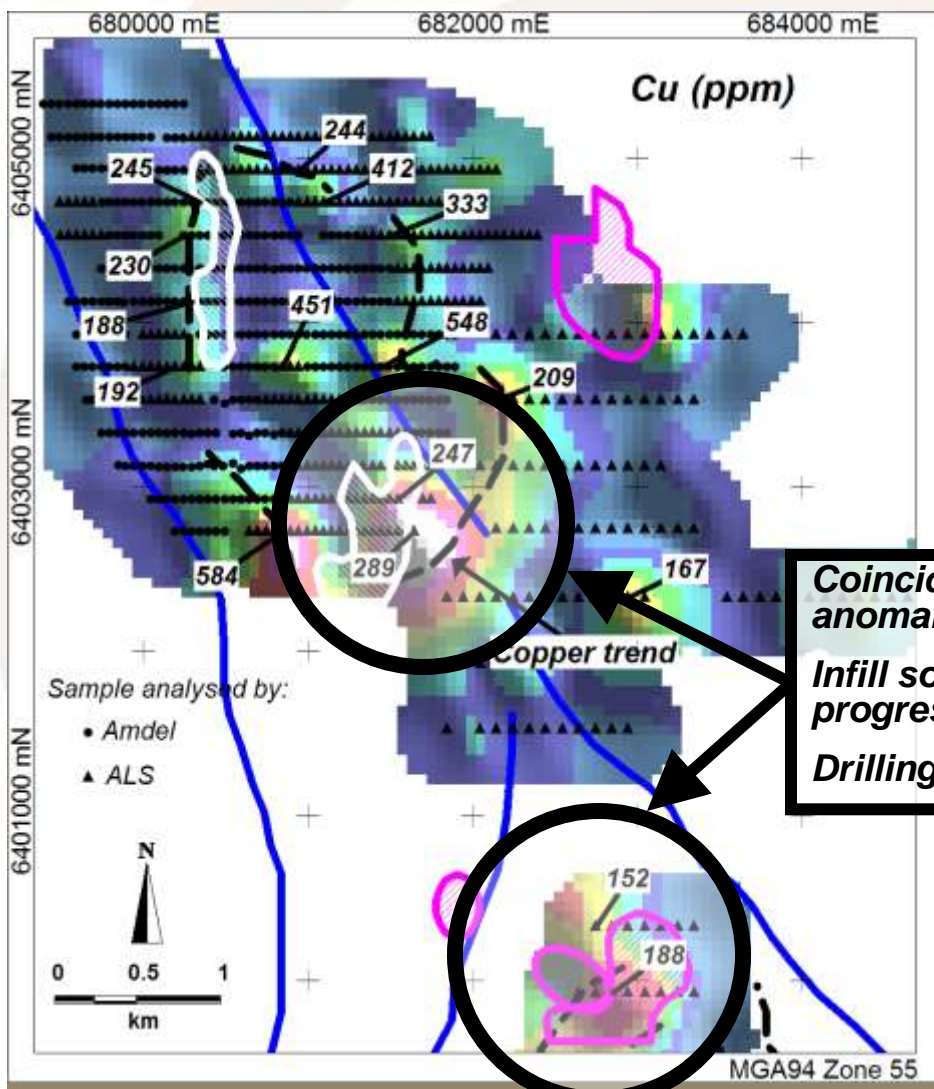 680000 mE 682000 mE 684000 mE
Cu (ppm)
6405000 mN
244
245
412
333
230
188
451
548
192
209
6403000 mN
247
289
584
167
Copper trend
Infill
Drilling
Sample analysed by:
Amdel
ALS
6401000 mN
N
152
188
0 0.5 1
km
MGA94 Zone 55